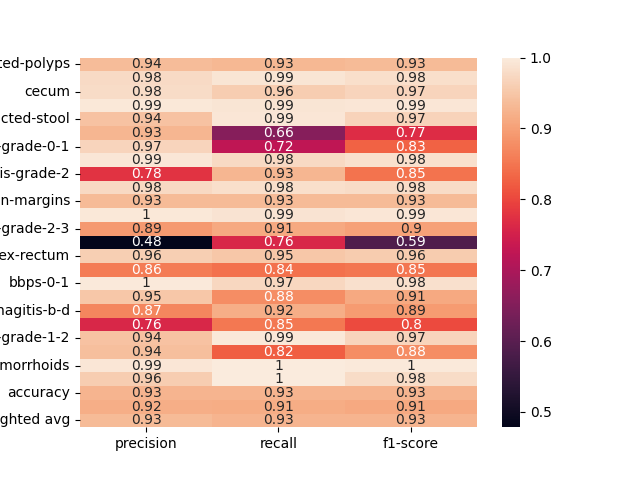 ted-polyps 0.94 0.93 0.93
0.98 0.99 0.98
cecum 0.98 0.96 0.97
0.99 0.99 0.99
cted-stool 0.94 0.99 0.97
0.93 0.66 0.77
-grade-0-1 0.97 0.72 0.83
0.99 0.98 0.98
is-grade-2 0.78 0.93 0.85
0.98 0.98 0.98
n-margins 0.93 0.93 0.93
1 0.99 0.99
-grade-2-3 0.89 0.91 0.9
0.48 0.76 0.59
ex-rectum 0.96 0.95 0.96
0.86 0.84 0.85
bbps-0-1 1 0.97 0.98
0.95 0.88 0.91
nagitis-b-d 0.87 0.92 0.89
0.76 0.85 0.8
-grade-1-2 0.94 0.99 0.97
0.94 0.82 0.88
morrhoids 0.99 1 1
0.96 1 0.98
accuracy 0.93 0.93 0.93
0.92 0.91 0.91
ghted avg 0.93 0.93 0.93
precision recall f1-score
1.0
0.9
0.8
0.7
0.6
0.5